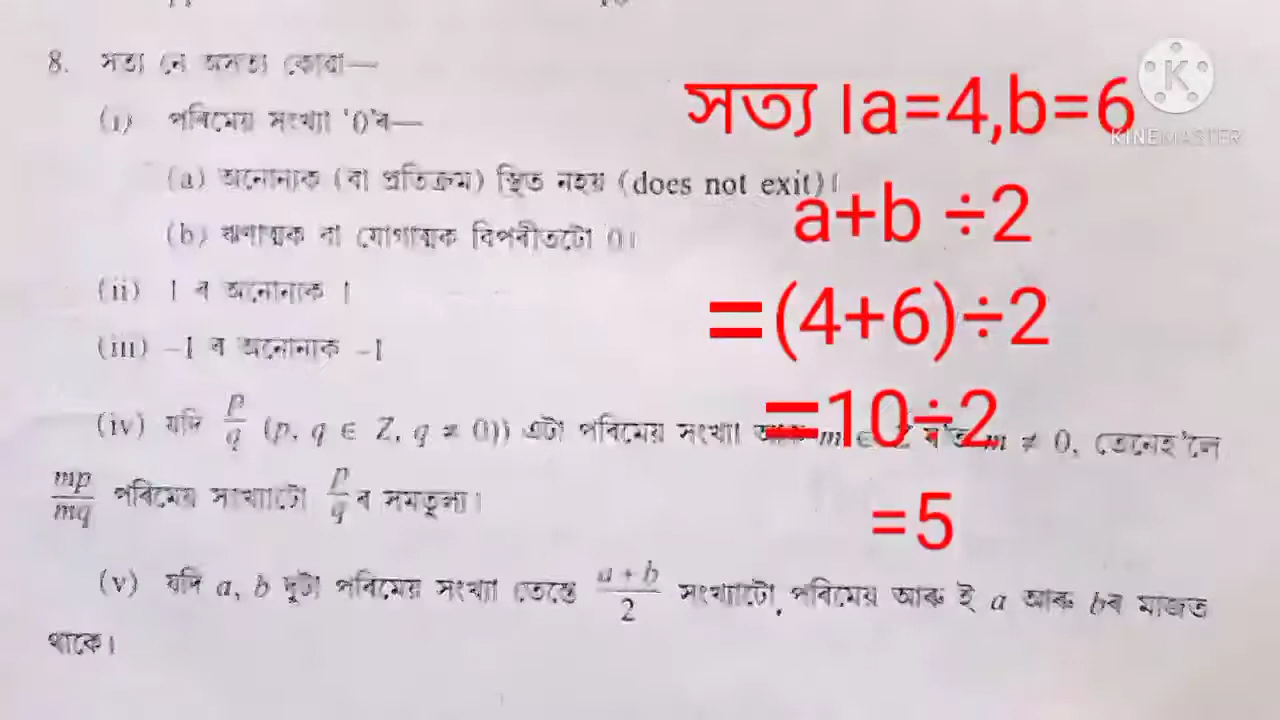 8. সত্য নে অসত্য কোৱা—
(i) পৰিমেয় সংখ্যা '0'ৰ—
(a) অন্যোন্যক (বা প্ৰতিক্ৰম) স্থিত নহয় (does not exit)।
(b) ঋণাত্মক বা যোগাত্মক বিপৰীতটো 0।
(ii) 1 ৰ অন্যোন্যক 1
(iii) –1 ৰ অন্যোন্যক –1
(iv) যদি p/q (p, q ∈ Z, q ≠ 0)) এটা পৰিমেয় সংখ্যা আৰু m ∈ Z য'ত m ≠ 0, তেনেহ'লে
mp/mq পৰিমেয় সংখ্যাটো p/q ৰ সমতুল্য।
(v) যদি a, b দুটা পৰিমেয় সংখ্যা তেন্তে a + b/2 সংখ্যাটো পৰিমেয় আৰু ই a আৰু bৰ মাজত
থাকে।
সত্য ।a=4,b=6
a+b ÷2
=(4+6)÷2
=10÷2
=5
KINEMASTER